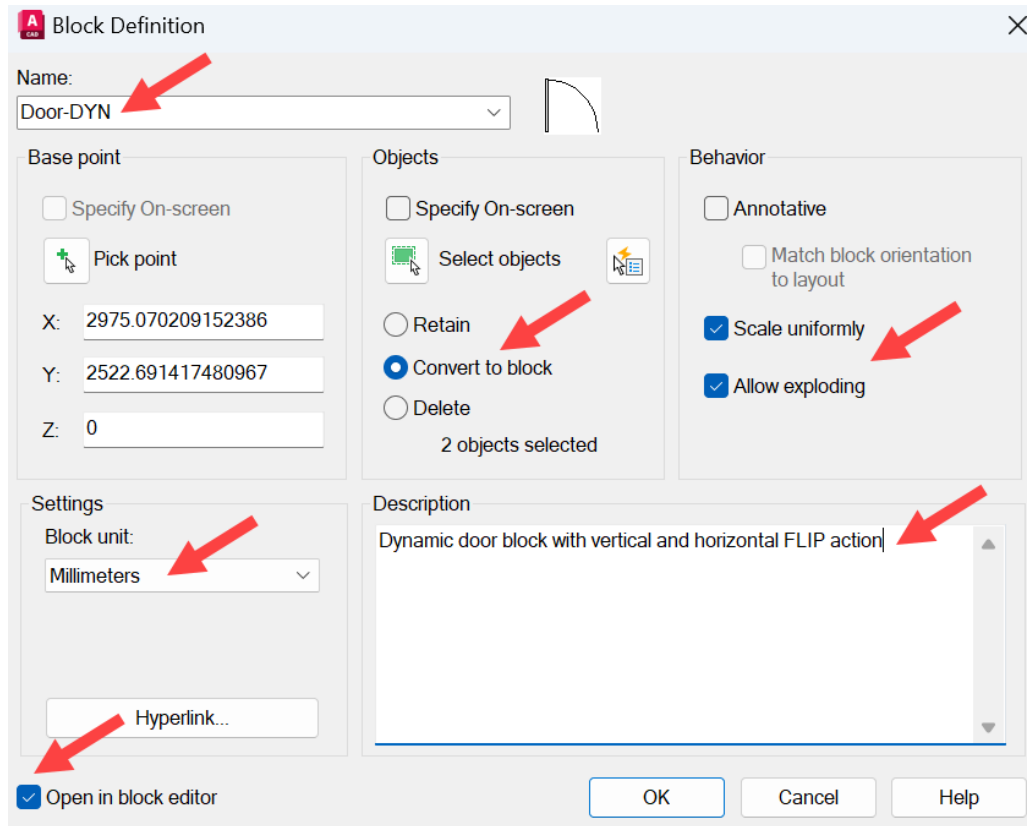 A
CAD
Block Definition
Name:
Door-DYN
Base point
Specify On-screen
Pick point
X: 2975.070209152386
Y: 2522.691417480967
Z: 0
Objects
Specify On-screen
Select objects
Retain
Convert to block
Delete
2 objects selected
Behavior
Annotative
Match block orientation
to layout
Scale uniformly
Allow exploding
Settings
Block unit:
Millimeters
Hyperlink...
Description
Dynamic door block with vertical and horizontal FLIP action
Open in block editor
OK
Cancel
Help